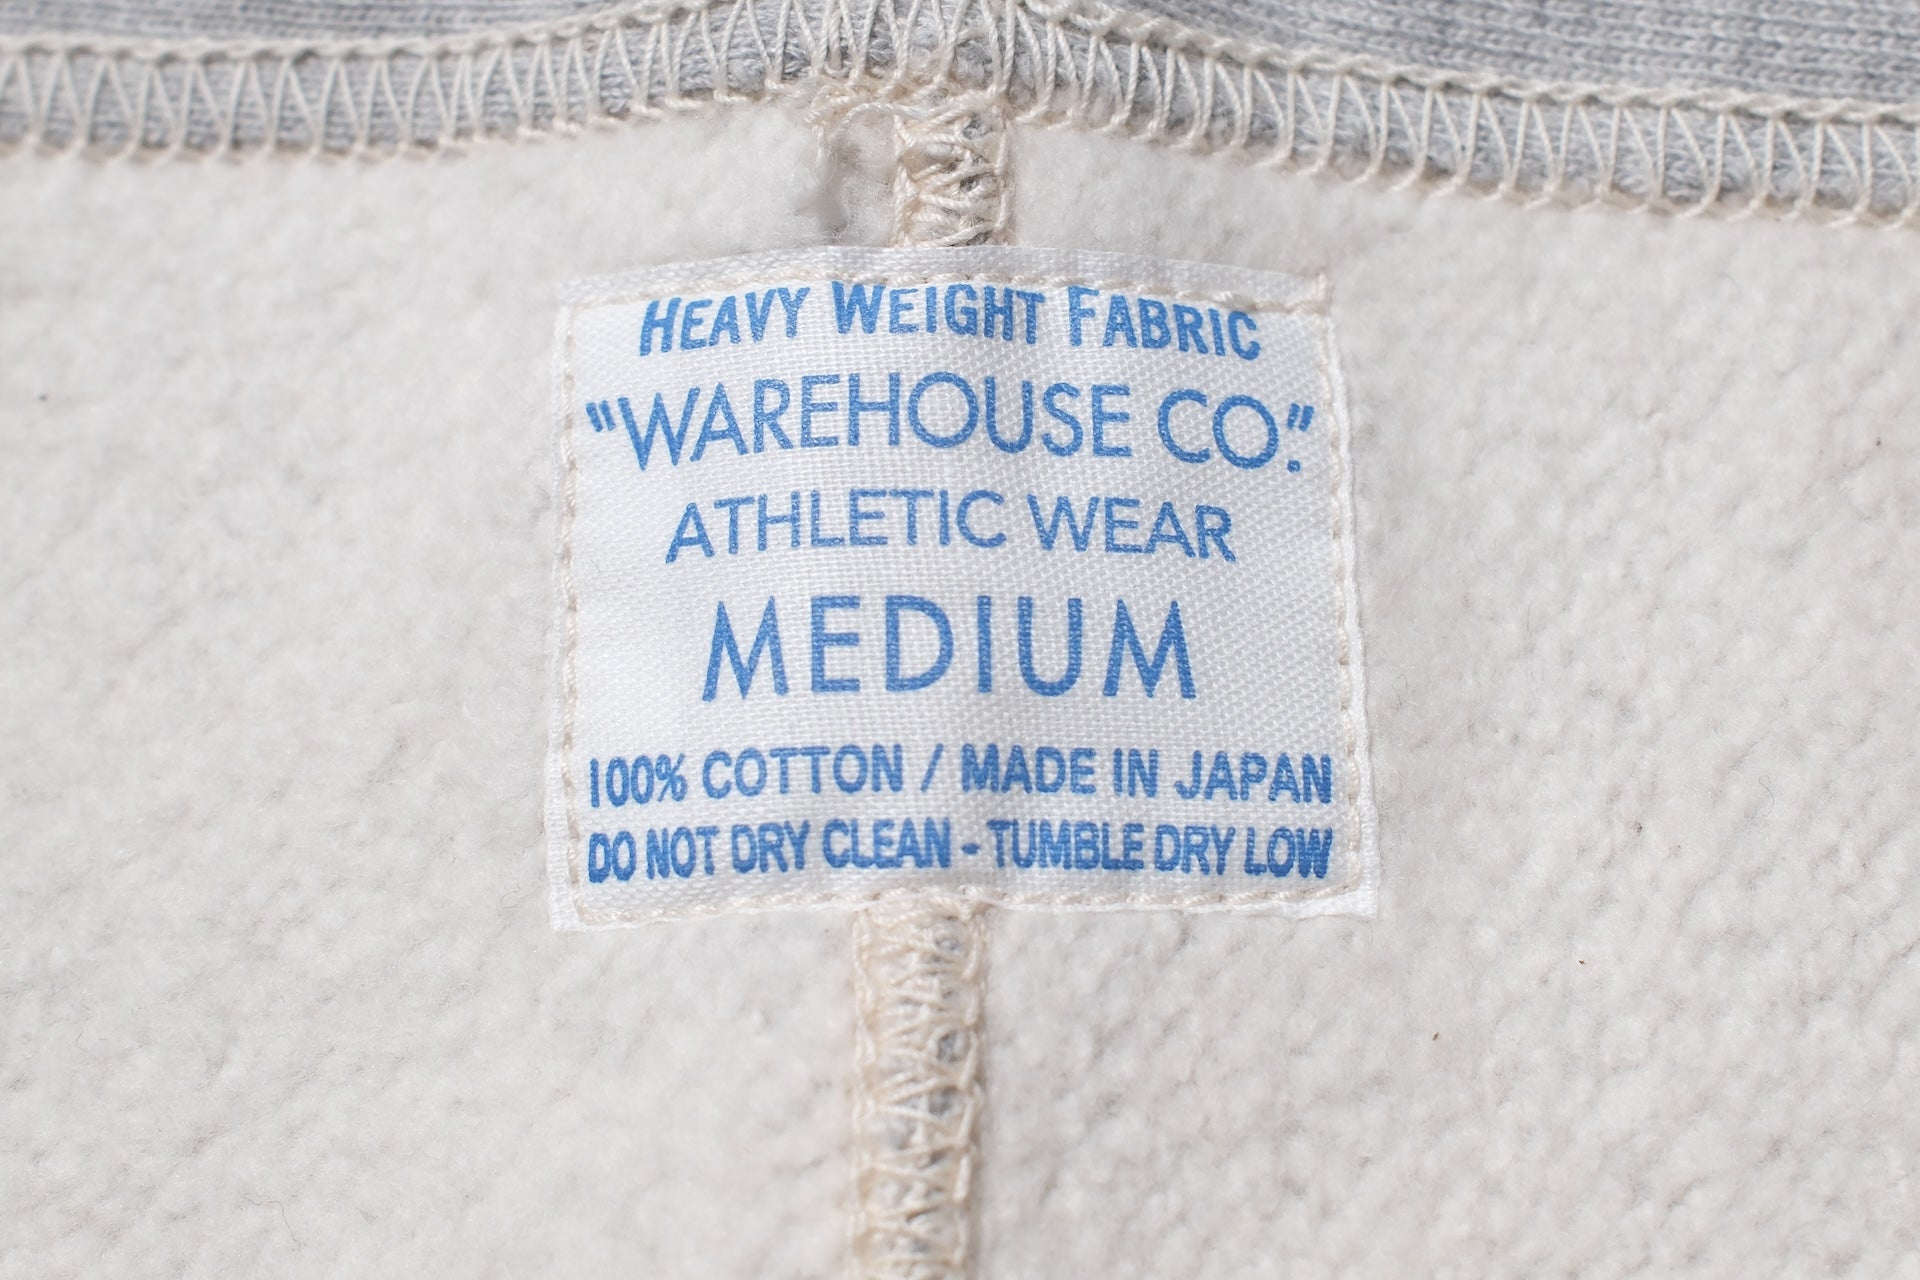 HEAVY WEIGHT FABRIC
"WAREHOUSE CO."
ATHLETIC WEAR
MEDIUM
100% COTTON / MADE IN JAPAN
DO NOT DRY CLEAN - TUMBLE DRY LOW